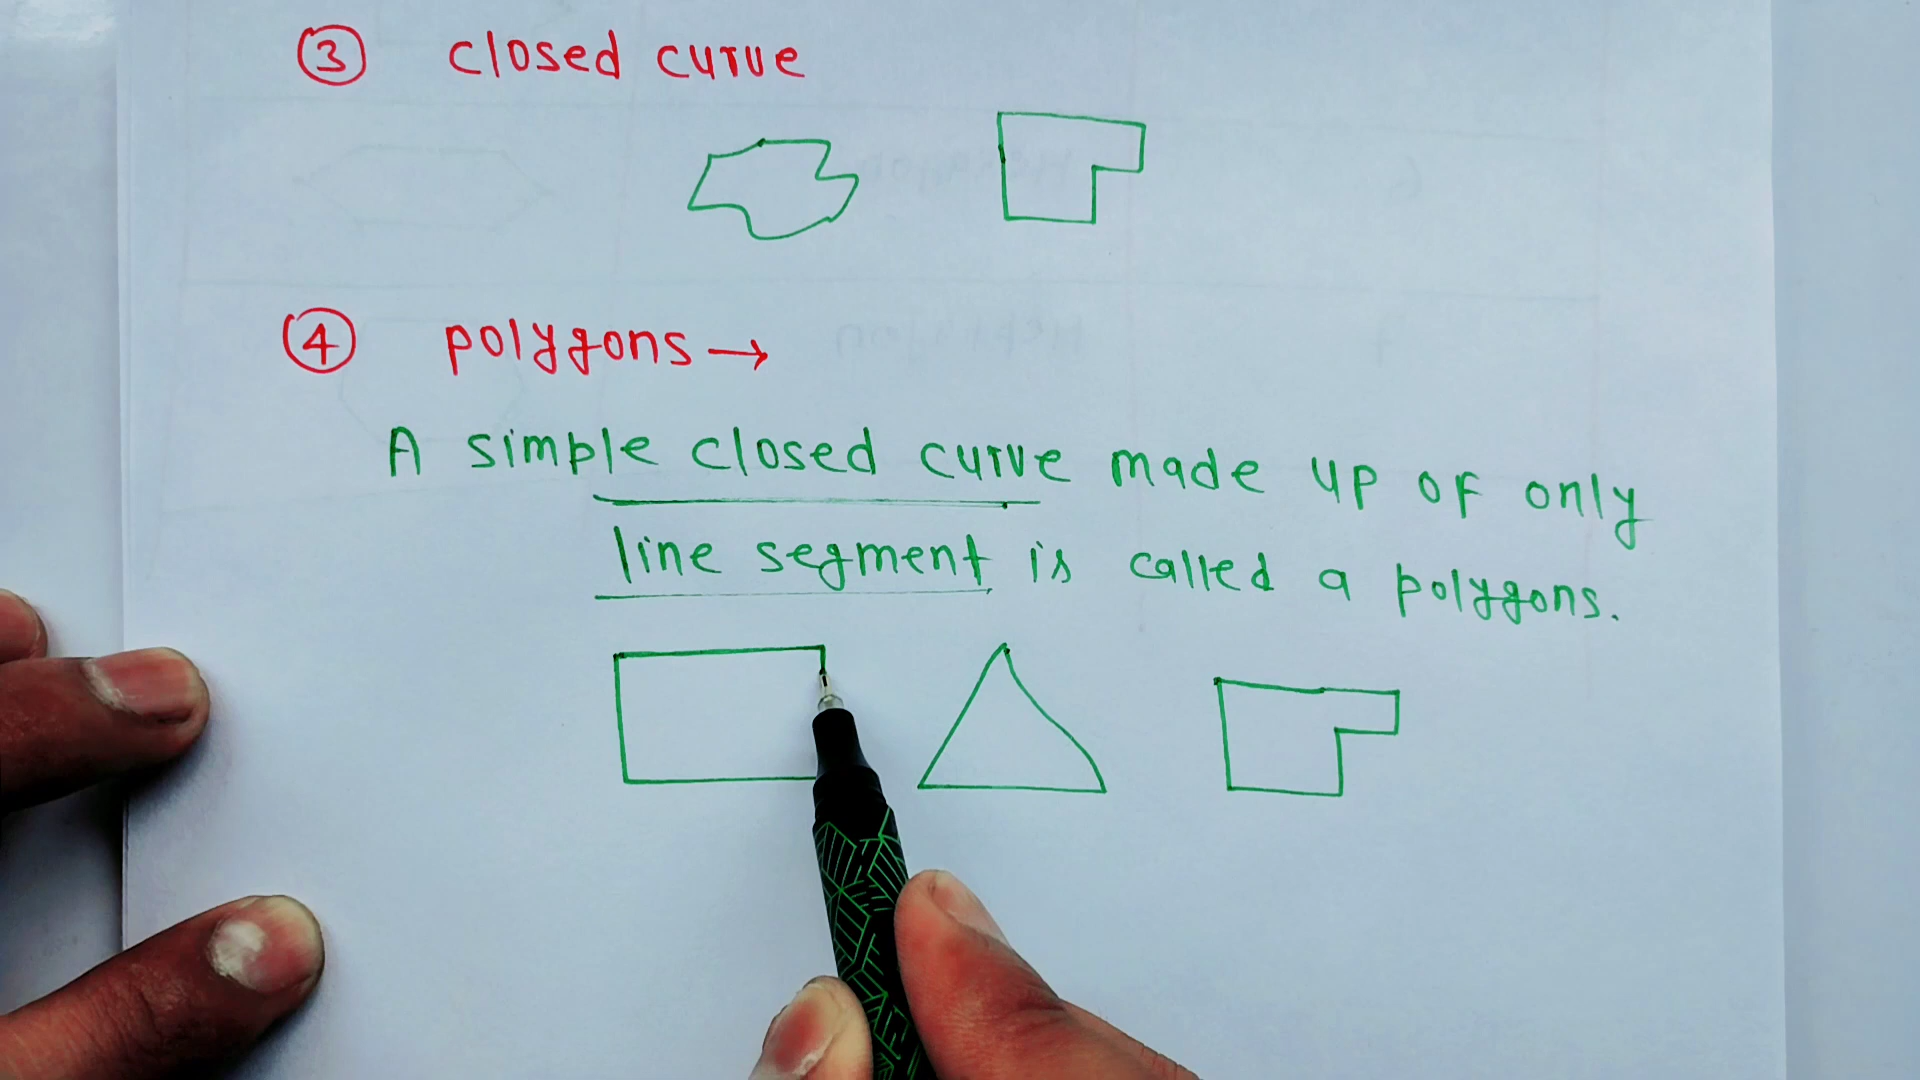 3 closed curve
4 polygons →
A simple closed curve made up of only
line segment is called a polygons.